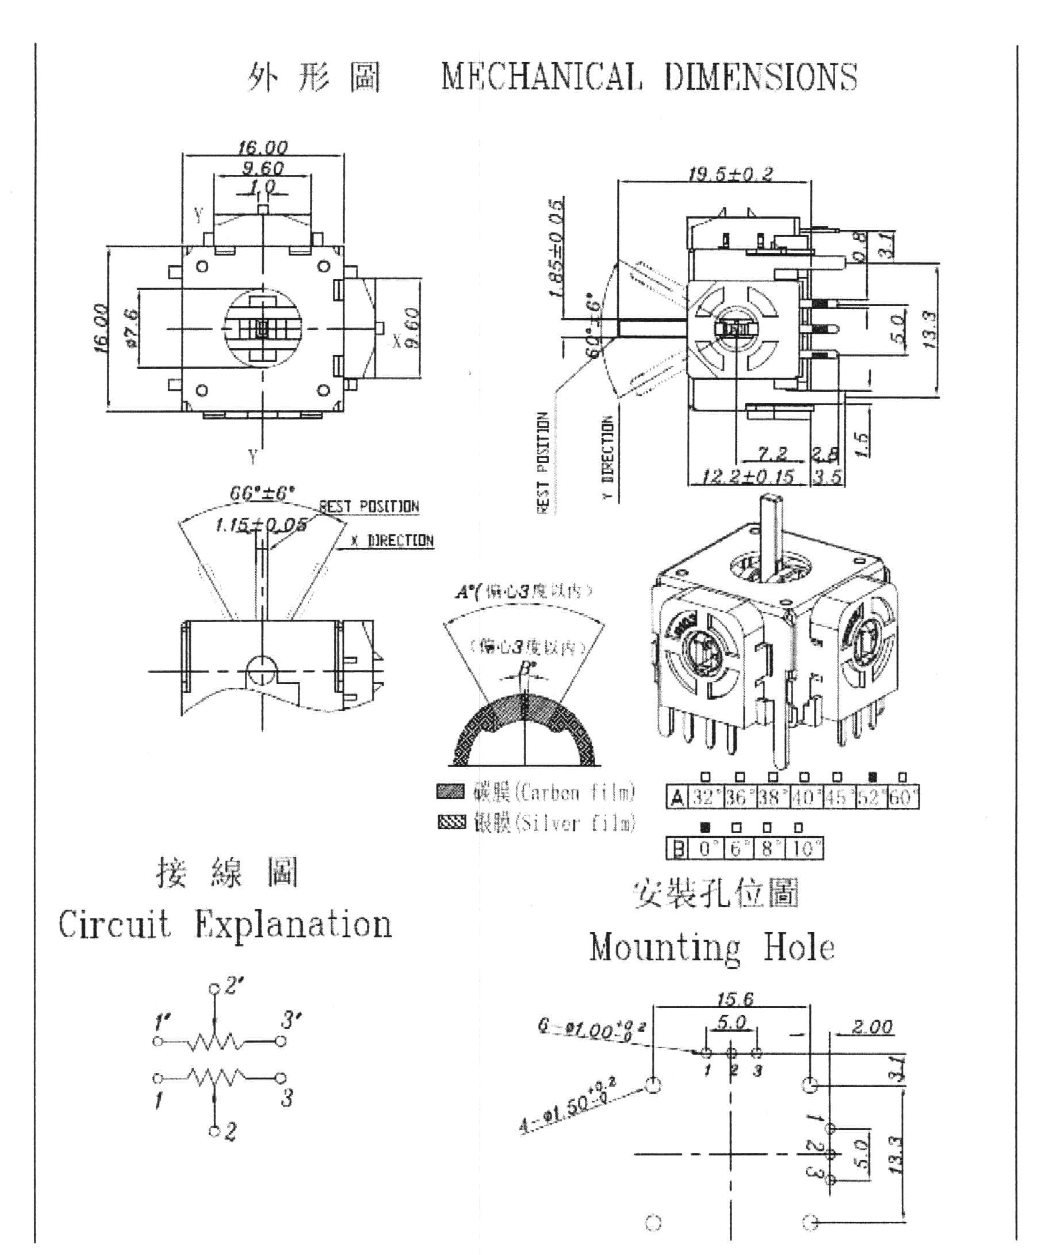 外形圖 MECHANICAL DIMENSIONS
16.00
9.60
1.0
Y
16.00
ø7.6
X
9.60
Y
19.5±0.2
1.85±0.05
60°±6°
0.8
3.1
5.0
13.3
1.5
REST POSITION
Y DIRECTION
7.2
2.8
12.2±0.15
3.5
66°±6°
REST POSITION
1.15±0.05
X DIRECTION
A°(偏心3度以内)
(偏心3度以内)
B°
碳膜(Carbon film)
銀膜(Silver film)
A 32° 36° 38° 40° 45° 52° 60°
B 0° 6° 8° 10°
接線圖
Circuit Explanation
2'
1'
3'
1
3
2
安裝孔位圖
Mounting Hole
15.6
6-ø1.00+0.2 -0
5.0
2.00
1 2 3
3.1
4-ø1.50+0.2 -0
1
2
3
5.0
13.3